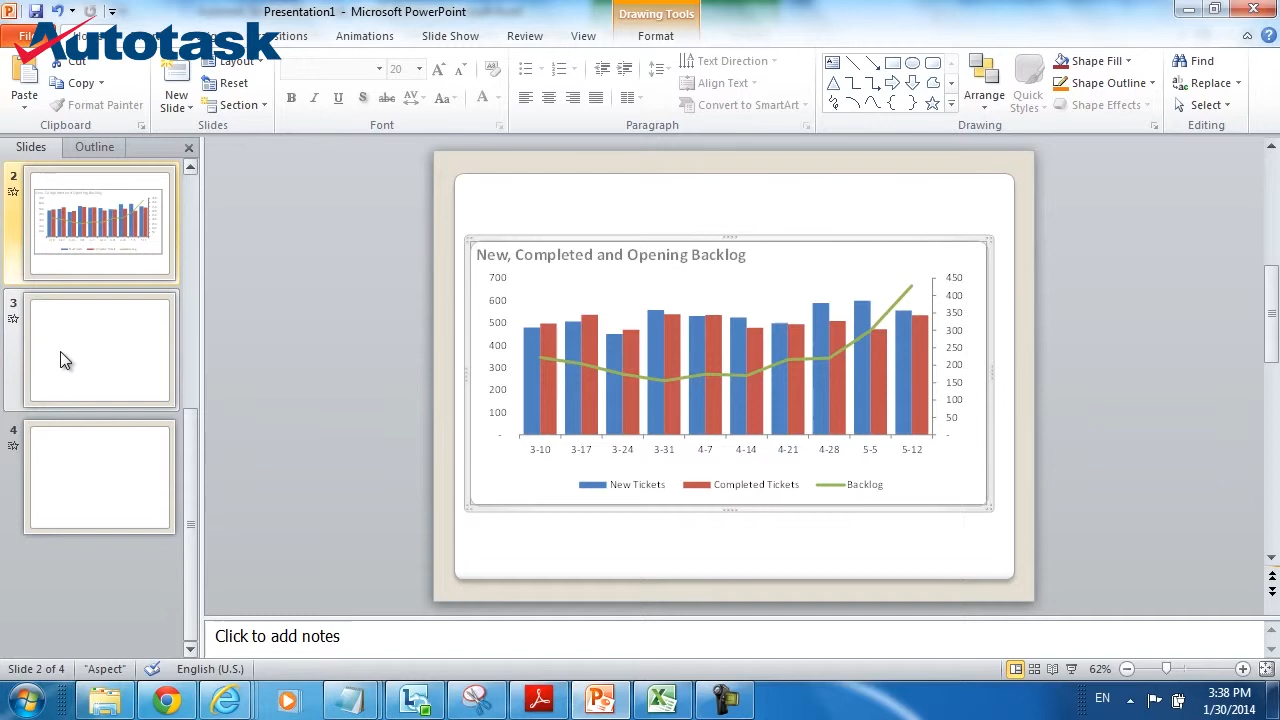 Presentation1 - Microsoft PowerPoint
Drawing Tools
Autotask
File
Animations
Slide Show
Review
View
Format
Paste
Cut
Copy
Format Painter
Clipboard
New
Slide
Layout
Reset
Section
Slides
20
Font
Text Direction
Align Text
Convert to SmartArt
Paragraph
Arrange
Quick
Styles
Shape Fill
Shape Outline
Shape Effects
Drawing
Find
Replace
Select
Editing
Slides
Outline
2
3
4
New, Completed and Opening Backlog
700
600
500
400
300
200
100
-
450
400
350
300
250
200
150
100
50
-
3-10 3-17 3-24 3-31 4-7 4-14 4-21 4-28 5-5 5-12
New Tickets Completed Tickets Backlog
Click to add notes
Slide 2 of 4 "Aspect" English (U.S.) 62%
EN
3:38 PM
1/30/2014